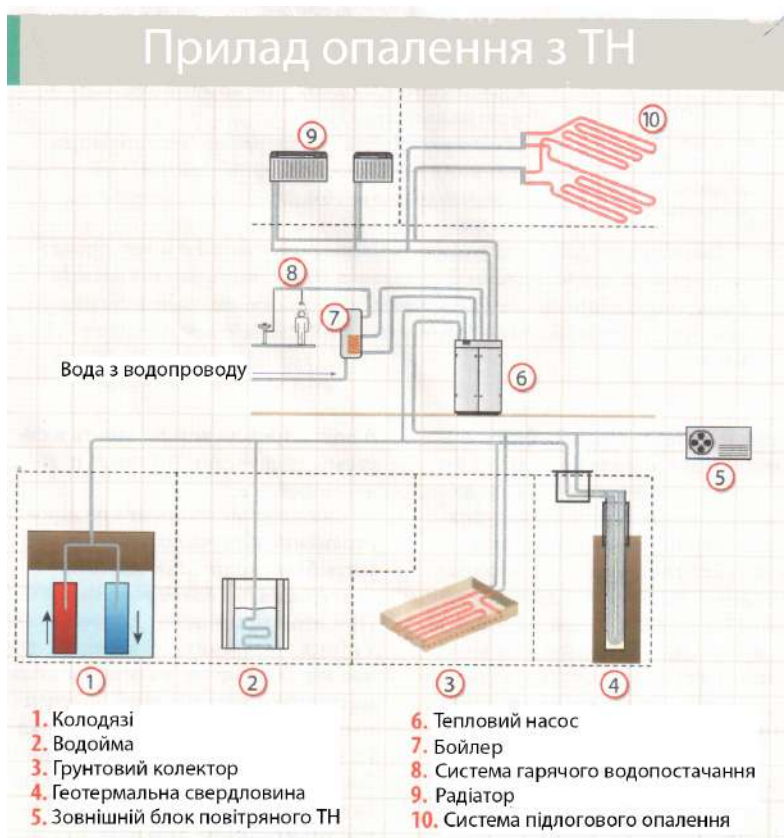 Прилад опалення з ТН
9
10
8
7
Вода з водопроводу
6
5
1
2
3
4
1. Колодязі
2. Водойма
3. Грунтовий колектор
4. Геотермальна свердловина
5. Зовнішній блок повітряного ТН
6. Тепловий насос
7. Бойлер
8. Система гарячого водопостачання
9. Радіатор
10. Система підлогового опалення